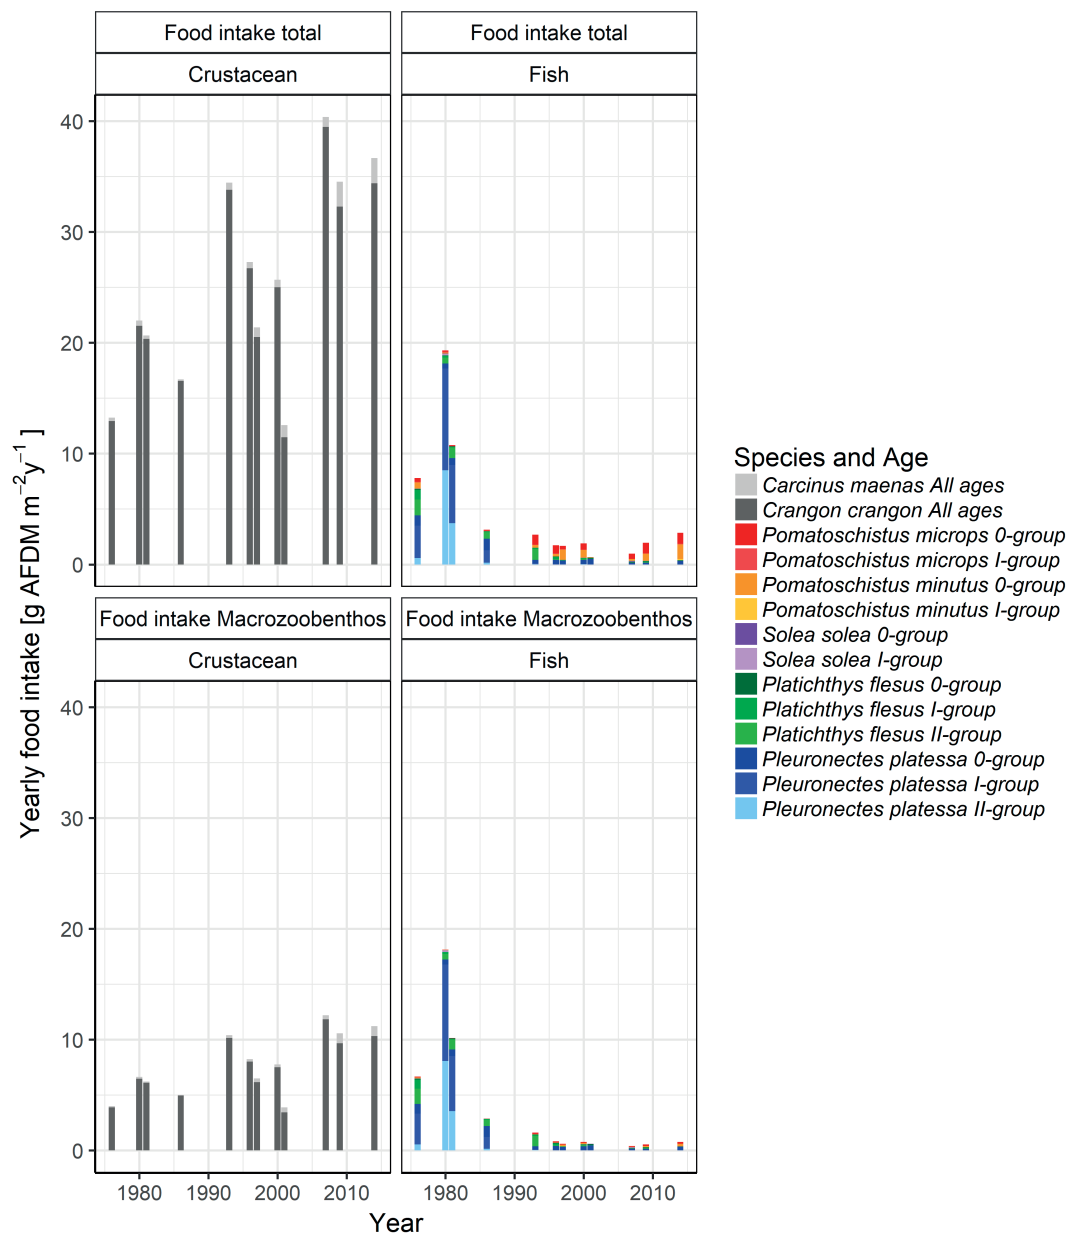 Food intake total
Food intake total
Crustacean
Fish
40
30
20
10
0
Food intake Macrozoobenthos
Food intake Macrozoobenthos
Crustacean
Fish
40
30
20
10
0
1980 1990 2000 2010
1980 1990 2000 2010
Year
Yearly food intake [g AFDM m⁻²y⁻¹ ]
Species and Age
Carcinus maenas All ages
Crangon crangon All ages
Pomatoschistus microps 0-group
Pomatoschistus microps I-group
Pomatoschistus minutus 0-group
Pomatoschistus minutus I-group
Solea solea 0-group
Solea solea I-group
Platichthys flesus 0-group
Platichthys flesus I-group
Platichthys flesus II-group
Pleuronectes platessa 0-group
Pleuronectes platessa I-group
Pleuronectes platessa II-group